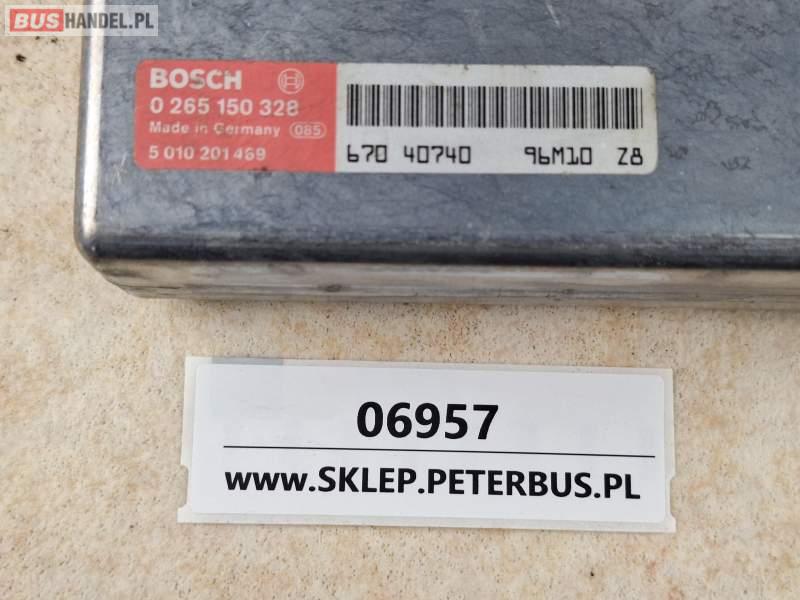 BUSHANDEL.PL
BOSCH
0 265 150 328
Made in Germany 085
5 010 201 469
670 40740 96M10 Z8
06957
www.SKLEP.PETERBUS.PL